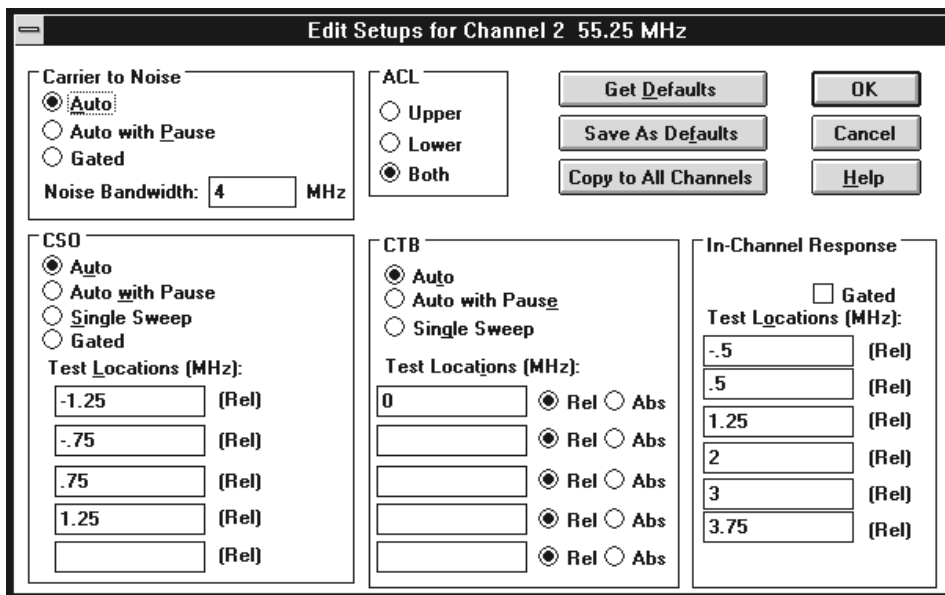 Edit Setups for Channel 2 55.25 MHz
Carrier to Noise
Auto
Auto with Pause
Gated
Noise Bandwidth: 4 MHz
ACL
Upper
Lower
Both
Get Defaults
Save As Defaults
Copy to All Channels
OK
Cancel
Help
CSO
Auto
Auto with Pause
Single Sweep
Gated
Test Locations (MHz):
-1.25 (Rel)
-.75 (Rel)
.75 (Rel)
1.25 (Rel)
(Rel)
CTB
Auto
Auto with Pause
Single Sweep
Test Locations (MHz):
0 Rel Abs
Rel Abs
Rel Abs
Rel Abs
Rel Abs
In-Channel Response
Gated
Test Locations (MHz):
-.5 (Rel)
.5 (Rel)
1.25 (Rel)
2 (Rel)
3 (Rel)
3.75 (Rel)